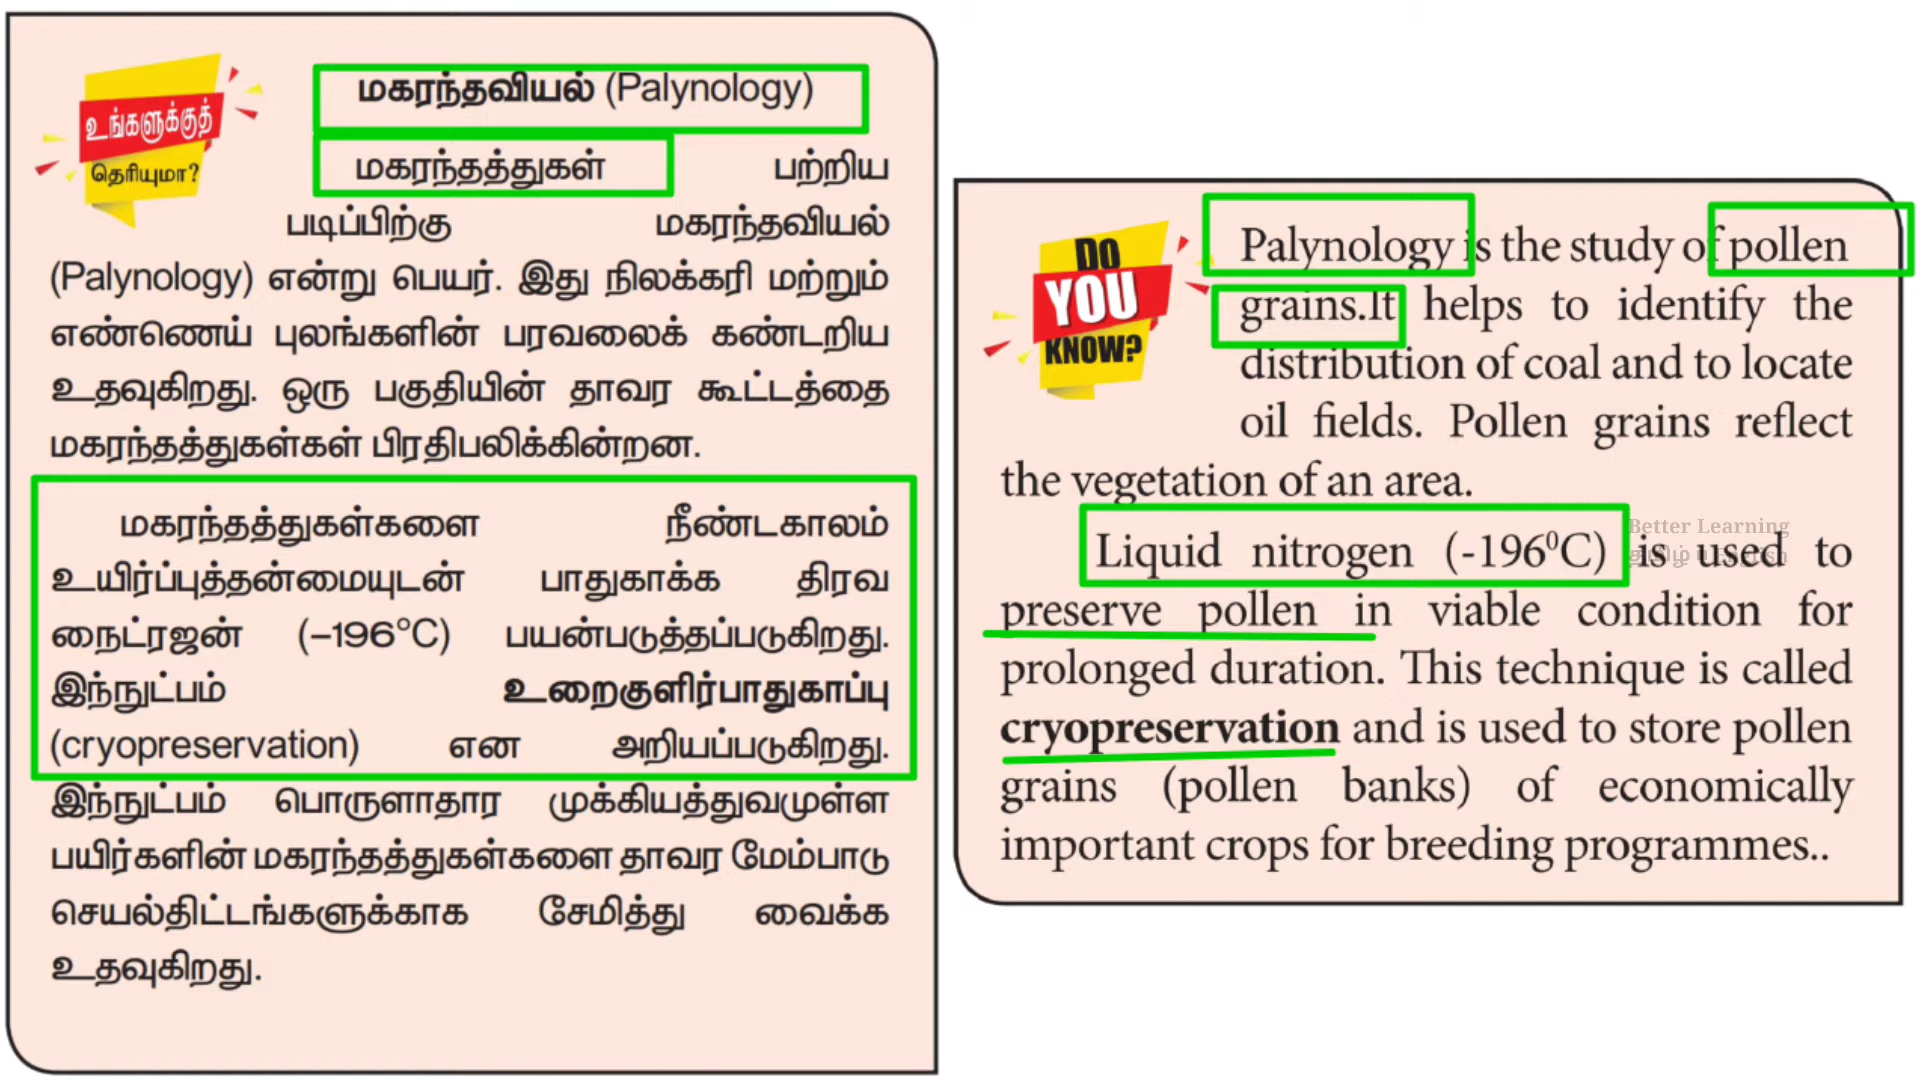 உங்களுக்குத்
தெரியுமா?
மகரந்தவியல் (Palynology)
மகரந்தத்துகள் பற்றிய
படிப்பிற்கு மகரந்தவியல்
(Palynology) என்று பெயர். இது நிலக்கரி மற்றும்
எண்ணெய் புலங்களின் பரவலைக் கண்டறிய
உதவுகிறது. ஒரு பகுதியின் தாவர கூட்டத்தை
மகரந்தத்துகள்கள் பிரதிபலிக்கின்றன.
மகரந்தத்துகள்களை நீண்டகாலம்
உயிர்ப்புத்தன்மையுடன் பாதுகாக்க திரவ
நைட்ரஜன் (–196°C) பயன்படுத்தப்படுகிறது.
இந்நுட்பம் உறைகுளிர்பாதுகாப்பு
(cryopreservation) என அறியப்படுகிறது.
இந்நுட்பம் பொருளாதார முக்கியத்துவமுள்ள
பயிர்களின் மகரந்தத்துகள்களை தாவர மேம்பாடு
செயல்திட்டங்களுக்காக சேமித்து வைக்க
உதவுகிறது.
DO
YOU
KNOW?
Palynology is the study of pollen
grains.It helps to identify the
distribution of coal and to locate
oil fields. Pollen grains reflect
the vegetation of an area.
Liquid nitrogen (-196⁰C) is used to
preserve pollen in viable condition for
prolonged duration. This technique is called
cryopreservation and is used to store pollen
grains (pollen banks) of economically
important crops for breeding programmes..
Better Learning
தமிழ் English